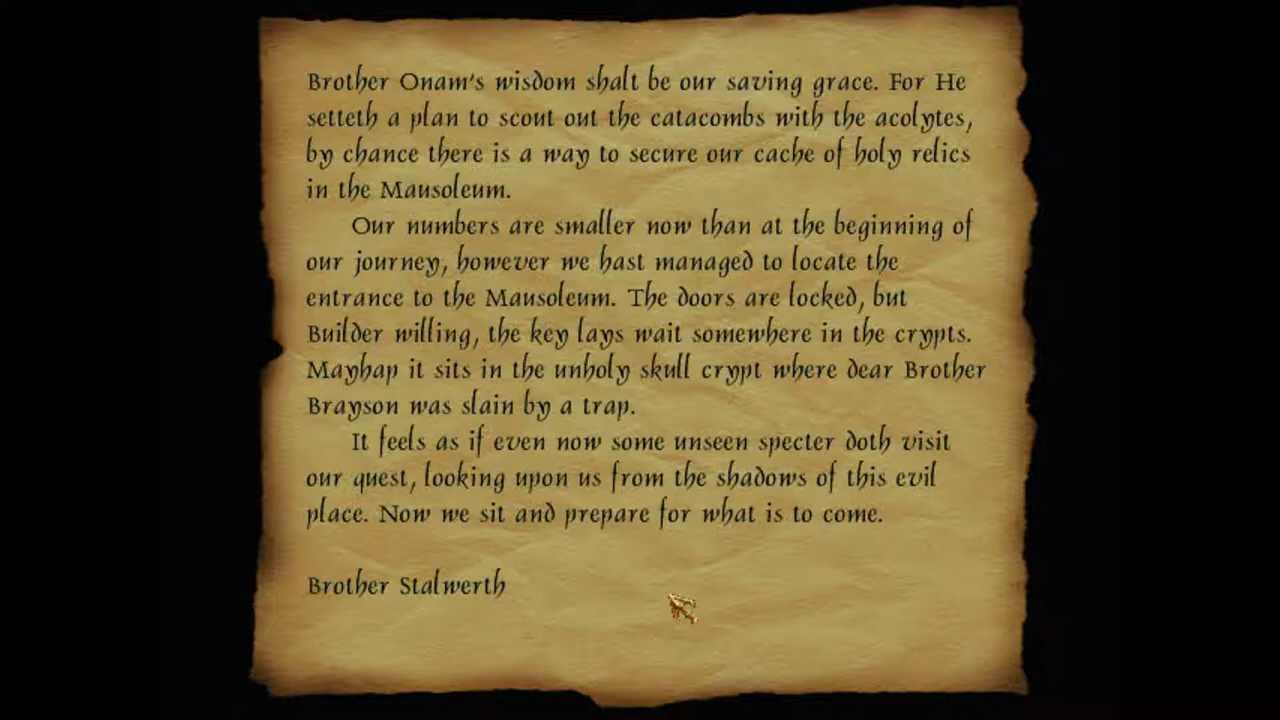 Brother Onam's wisdom shalt be our saving grace. For He
setteth a plan to scout out the catacombs with the acolytes,
by chance there is a way to secure our cache of holy relics
in the Mausoleum.
Our numbers are smaller now than at the beginning of
our journey, however we hast managed to locate the
entrance to the Mausoleum. The doors are locked, but
Builder willing, the key lays wait somewhere in the crypts.
Mayhap it sits in the unholy skull crypt where dear Brother
Brayson was slain by a trap.
It feels as if even now some unseen specter doth visit
our quest, looking upon us from the shadows of this evil
place. Now we sit and prepare for what is to come.
Brother Stalwerth